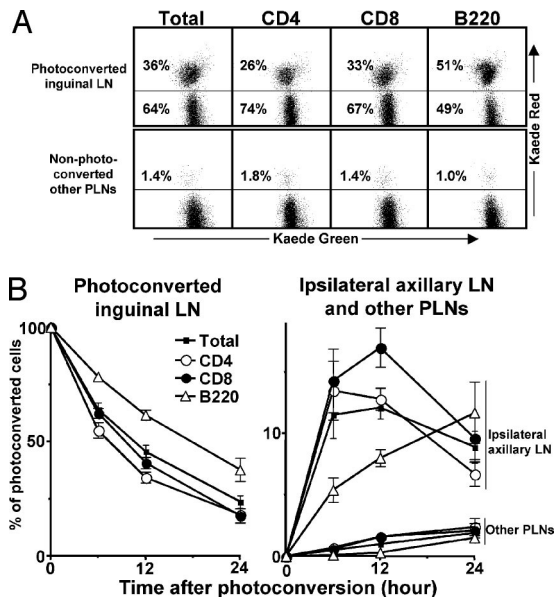 A
Total CD4 CD8 B220
Photoconverted
inguinal LN
36% 26% 33% 51%
64% 74% 67% 49%
Kaede Red
Non-photo-
converted
other PLNs
1.4% 1.8% 1.4% 1.0%
Kaede Green
B
Photoconverted
inguinal LN
Ipsilateral axillary LN
and other PLNs
% of photoconverted cells
100
50
0
Total
CD4
CD8
B220
0 6 12 24
10
0
Ipsilateral
axillary LN
Other PLNs
0 6 12 24
Time after photoconversion (hour)